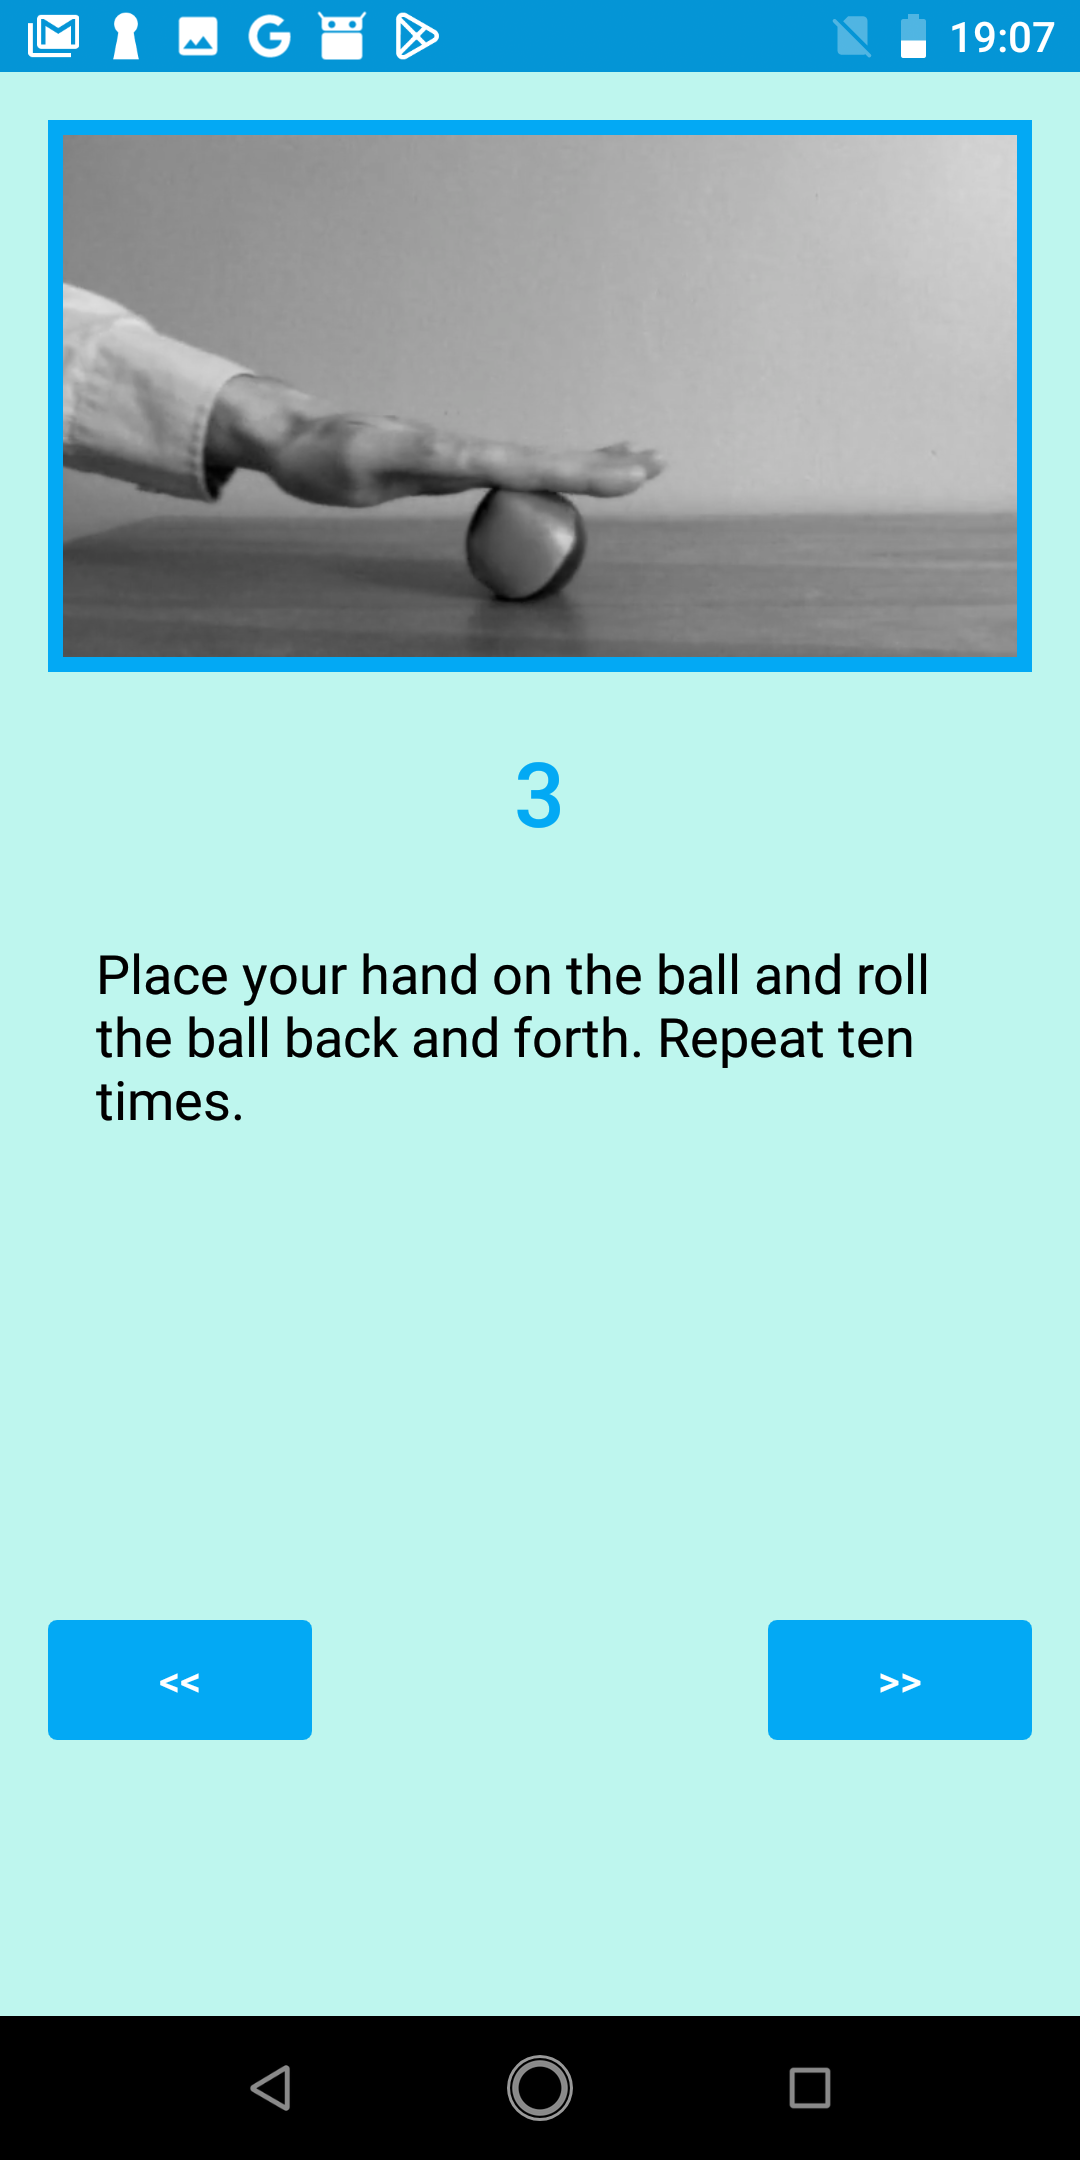 19:07
3
Place your hand on the ball and roll
the ball back and forth. Repeat ten
times.
<< >>